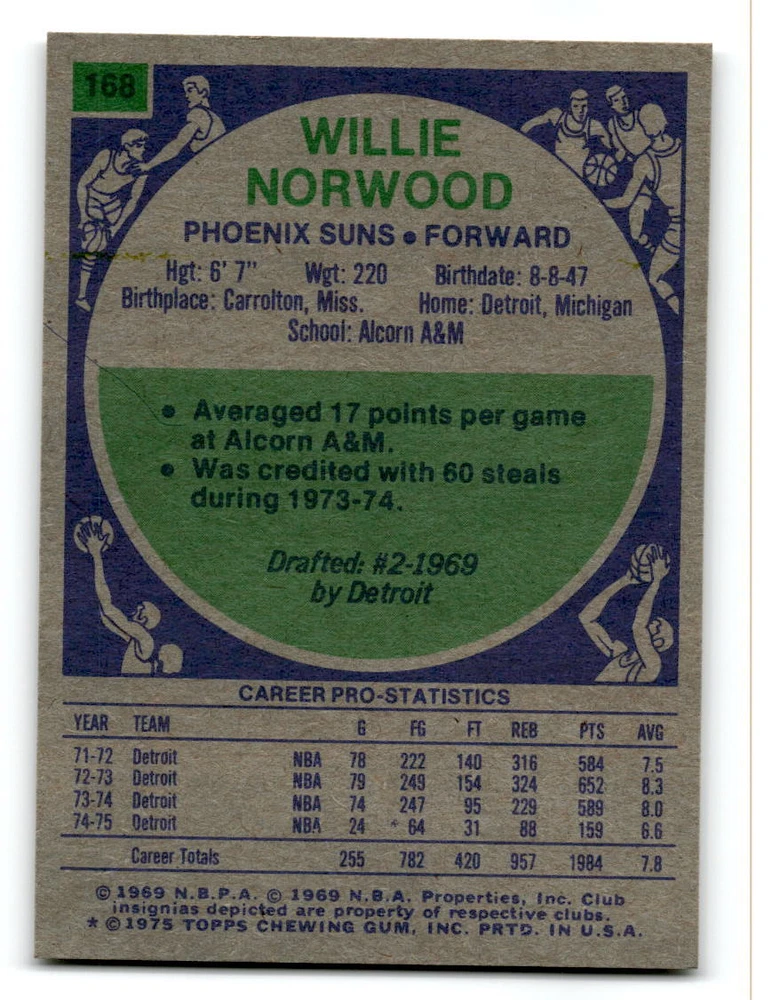 168
WILLIE
NORWOOD
PHOENIX SUNS • FORWARD
Hgt: 6' 7" Wgt: 220 Birthdate: 8-8-47
Birthplace: Carrolton, Miss. Home: Detroit, Michigan
School: Alcorn A&M
• Averaged 17 points per game
at Alcorn A&M.
• Was credited with 60 steals
during 1973-74.
Drafted: #2-1969
by Detroit
CAREER PRO-STATISTICS
YEAR TEAM G FG FT REB PTS AVG
71-72 Detroit NBA 78 222 140 316 584 7.5
72-73 Detroit NBA 79 249 154 324 652 8.3
73-74 Detroit NBA 74 247 95 229 589 8.0
74-75 Detroit NBA 24 64 31 88 159 6.6
Career Totals 255 782 420 957 1984 7.8
© 1969 N.B.P.A. © 1969 N.B.A. Properties, Inc. Club
insignias depicted are property of respective clubs.
* © 1975 TOPPS CHEWING GUM, INC. PRTD. IN U.S.A.